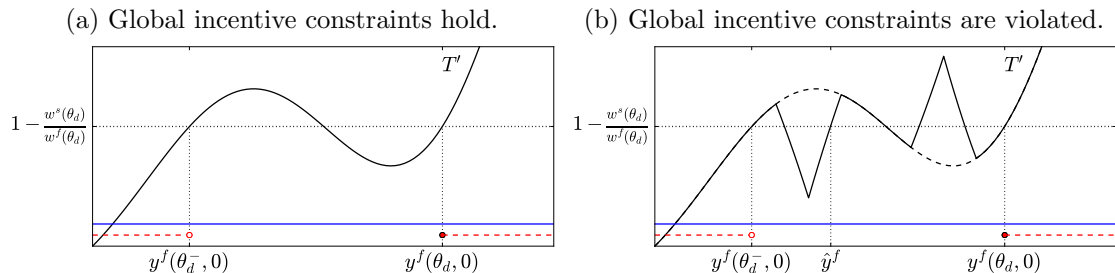 (a) Global incentive constraints hold.
T′
1 − w^s(θ_d)/w^f(θ_d)
y^f(θ_d^−, 0)
y^f(θ_d, 0)
(b) Global incentive constraints are violated.
T′
1 − w^s(θ_d)/w^f(θ_d)
y^f(θ_d^−, 0)
ŷ^f
y^f(θ_d, 0)